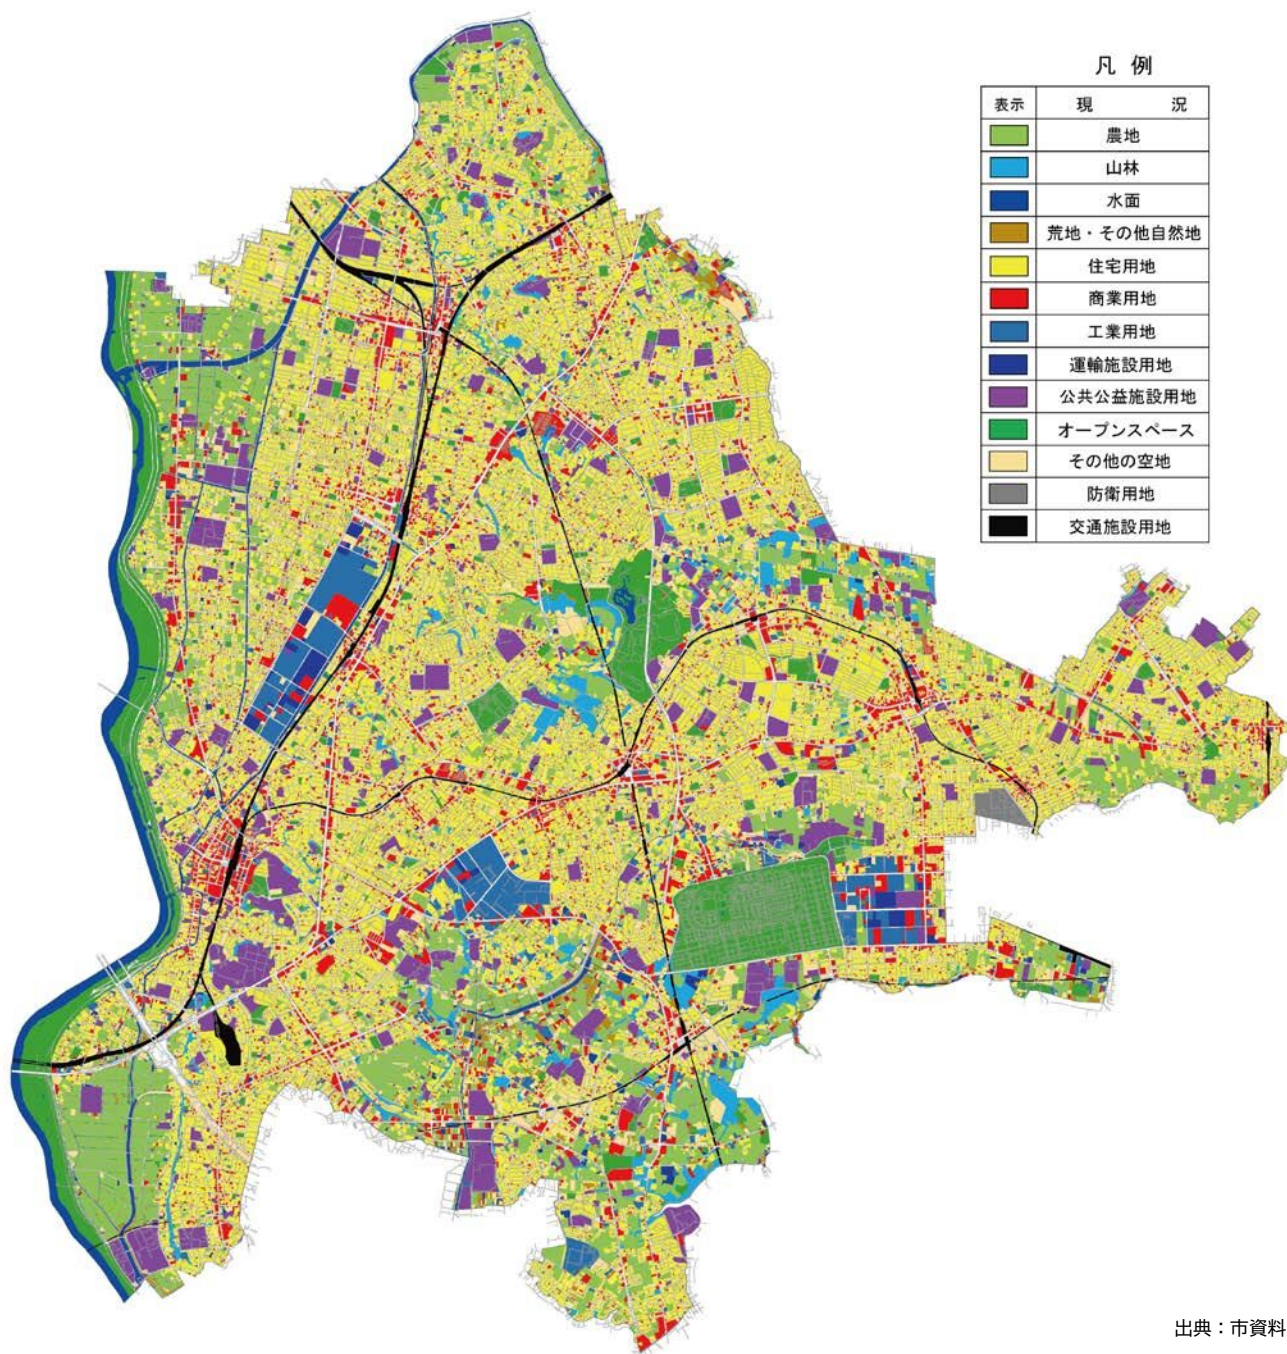 凡 例
表示 現 況
農地
山林
水面
荒地・その他自然地
住宅用地
商業用地
工業用地
運輸施設用地
公共公益施設用地
オープンスペース
その他の空地
防衛用地
交通施設用地
出典：市資料